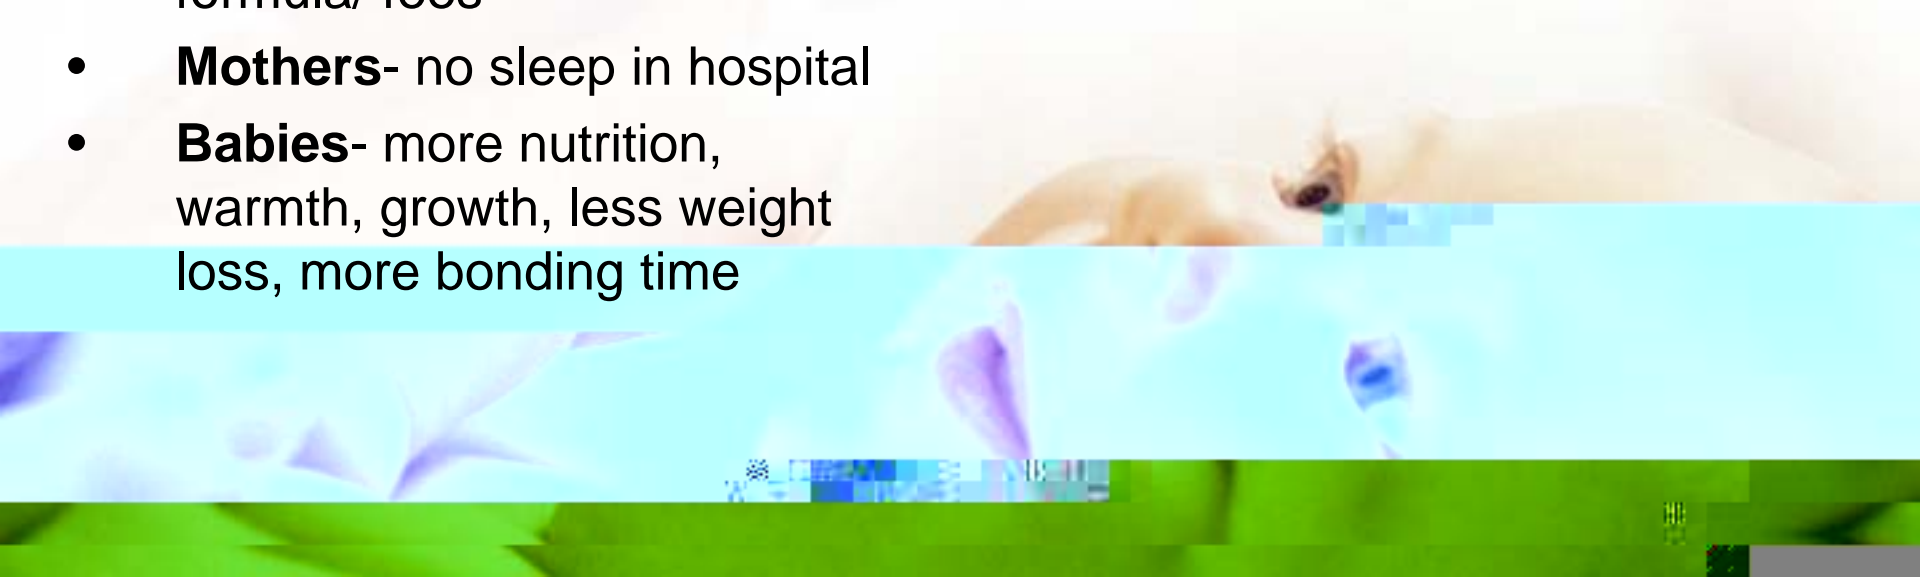 • Mothers- no sleep in hospital
• Babies- more nutrition,
warmth, growth, less weight
loss, more bonding time